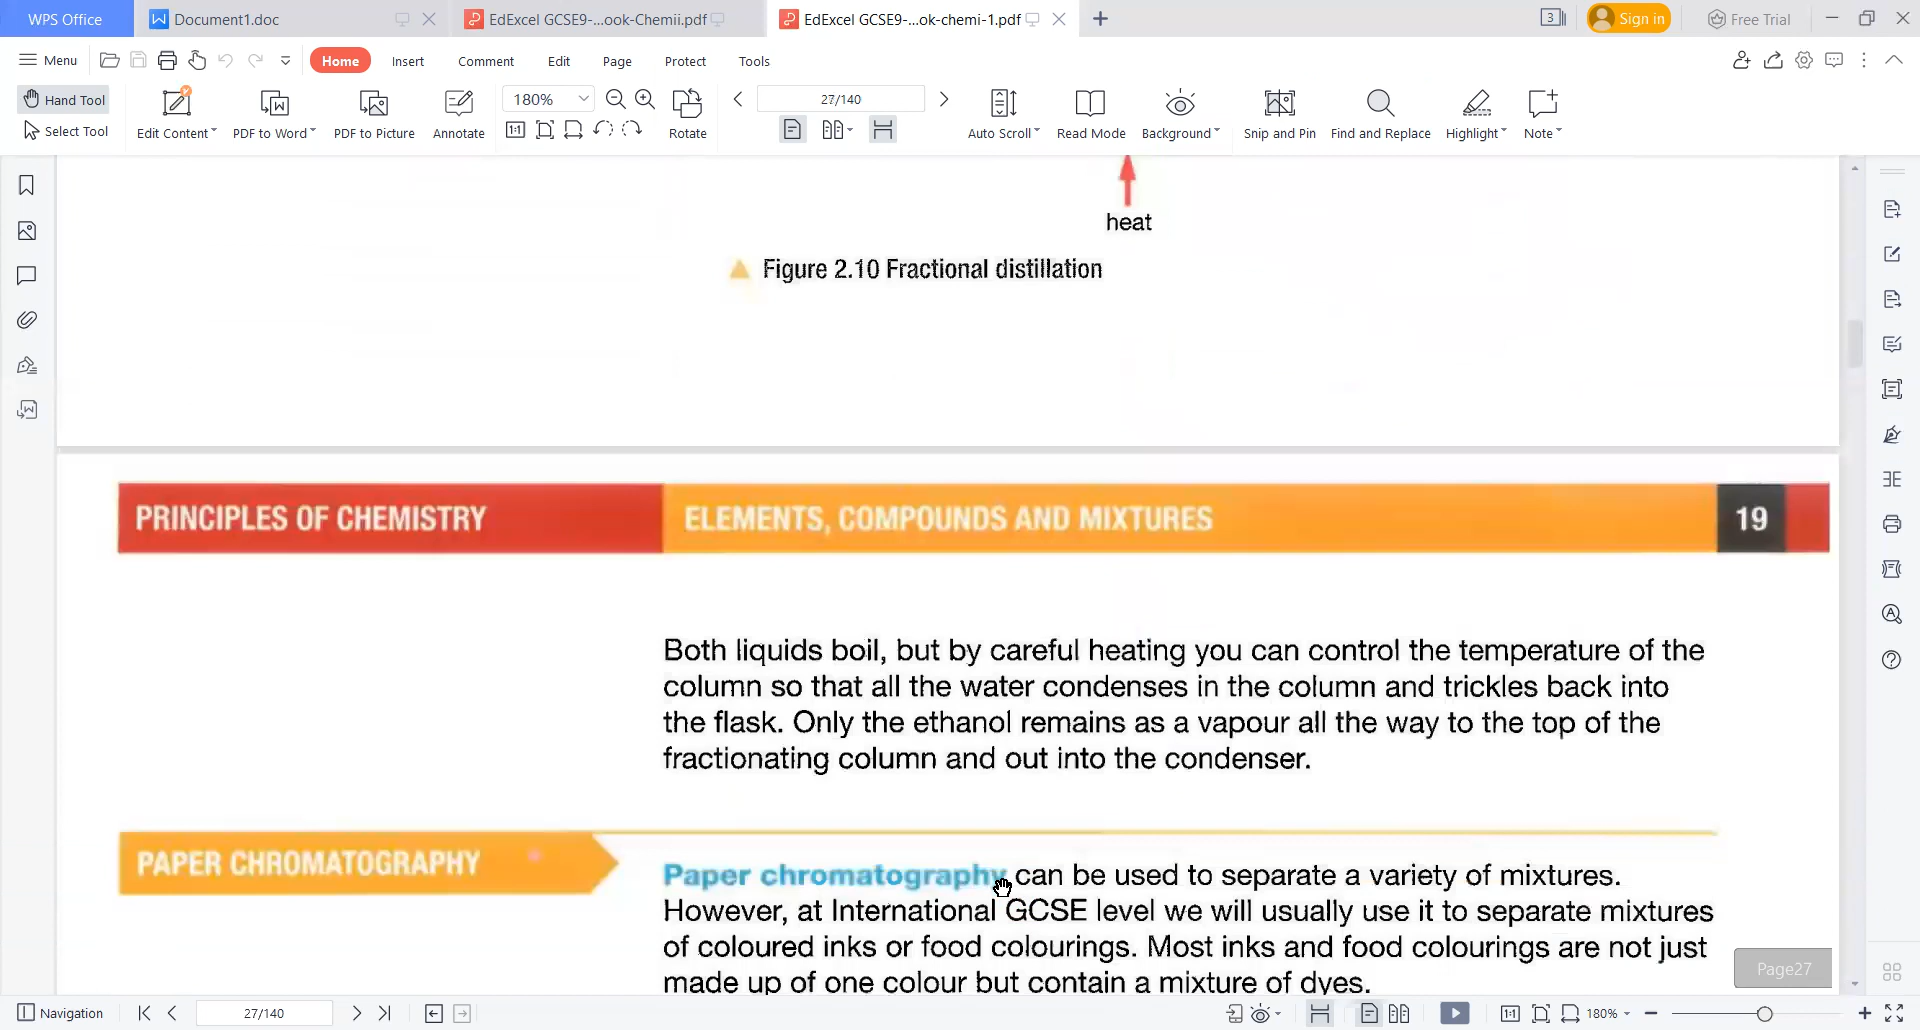 WPS Office
Document1.doc
EdExcel GCSE9-...ook-Chemii.pdf
EdExcel GCSE9-...ok-chemi-1.pdf
3
Sign in
Free Trial
Menu
Home
Insert
Comment
Edit
Page
Protect
Tools
Hand Tool
Select Tool
Edit Content
PDF to Word
PDF to Picture
Annotate
180%
Rotate
27/140
Auto Scroll
Read Mode
Background
Snip and Pin
Find and Replace
Highlight
Note
heat
Figure 2.10 Fractional distillation
PRINCIPLES OF CHEMISTRY
ELEMENTS, COMPOUNDS AND MIXTURES
19
Both liquids boil, but by careful heating you can control the temperature of the
column so that all the water condenses in the column and trickles back into
the flask. Only the ethanol remains as a vapour all the way to the top of the
fractionating column and out into the condenser.
PAPER CHROMATOGRAPHY
Paper chromatography can be used to separate a variety of mixtures.
However, at International GCSE level we will usually use it to separate mixtures
of coloured inks or food colourings. Most inks and food colourings are not just
made up of one colour but contain a mixture of dyes.
Page27
Navigation
27/140
180%